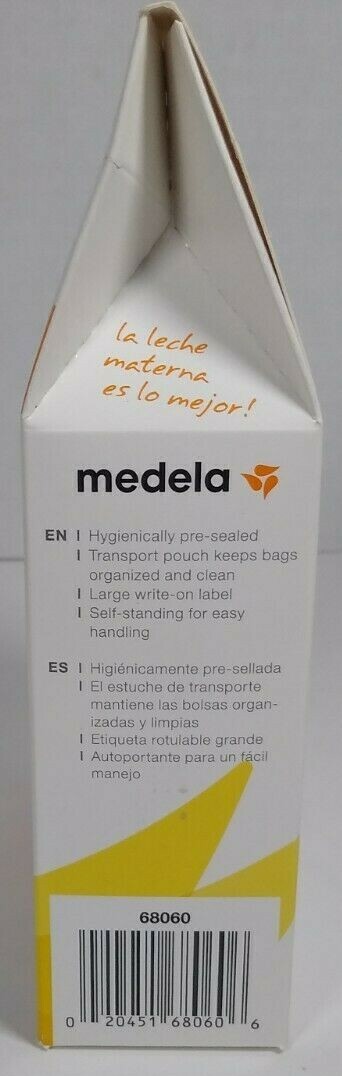 la leche
materna
es lo mejor!
medela
EN | Hygienically pre-sealed
| Transport pouch keeps bags
organized and clean
| Large write-on label
| Self-standing for easy
handling
ES | Higiénicamente pre-sellada
| El estuche de transporte
mantiene las bolsas organ-
izadas y limpias
| Etiqueta rotulable grande
| Autoportante para un fácil
manejo
68060
0 20451 68060 6